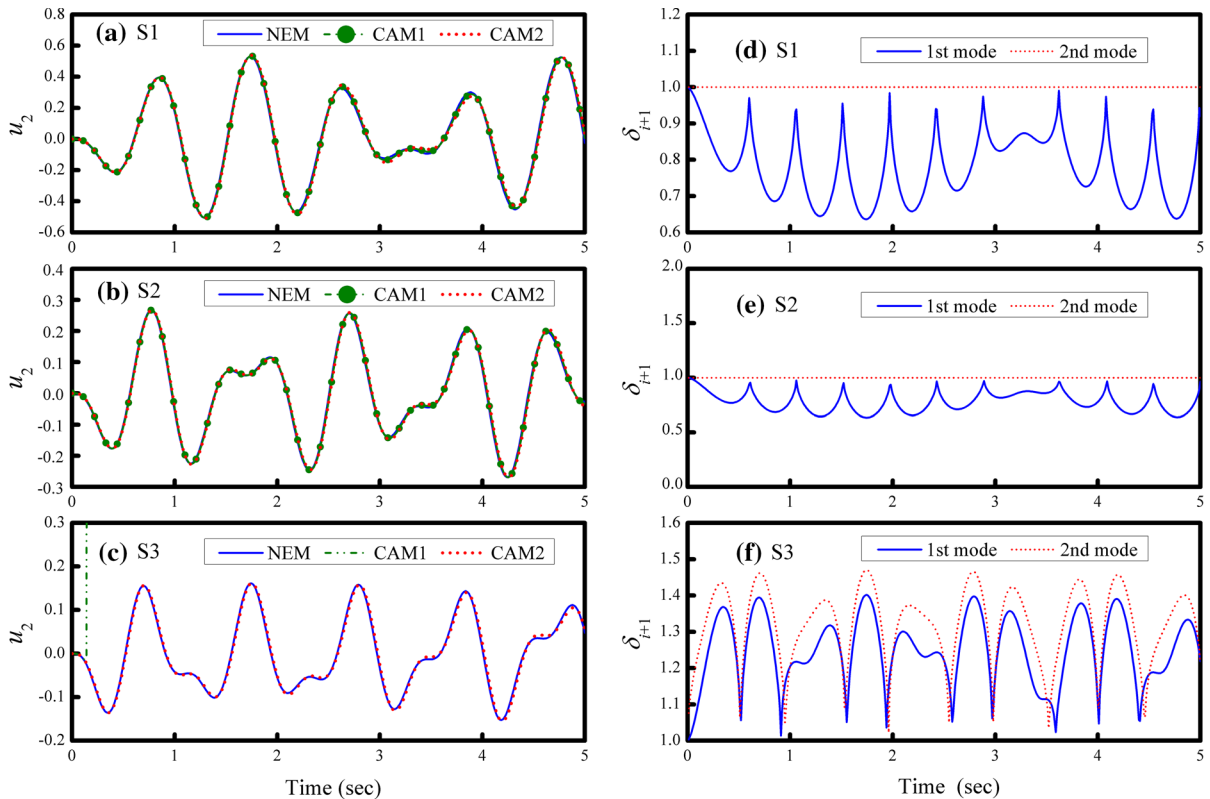 (a) S1
NEM CAM1 CAM2
u2
0.6
0.4
0.2
0.0
-0.2
-0.4
-0.6
0 1 2 3 4 5
(d) S1
1st mode 2nd mode
δi+1
1.2
1.1
1.0
0.9
0.8
0.7
0.6
0 1 2 3 4 5
(b) S2
NEM CAM1 CAM2
u2
0.4
0.3
0.2
0.1
0.0
-0.1
-0.2
-0.3
0 1 2 3 4 5
(e) S2
1st mode 2nd mode
δi+1
2.0
1.5
1.0
0.5
0.0
0 1 2 3 4 5
(c) S3
NEM CAM1 CAM2
u2
0.3
0.2
0.1
0.0
-0.1
-0.2
0 1 2 3 4 5
Time (sec)
(f) S3
1st mode 2nd mode
δi+1
1.6
1.5
1.4
1.3
1.2
1.1
1.0
0 1 2 3 4 5
Time (sec)